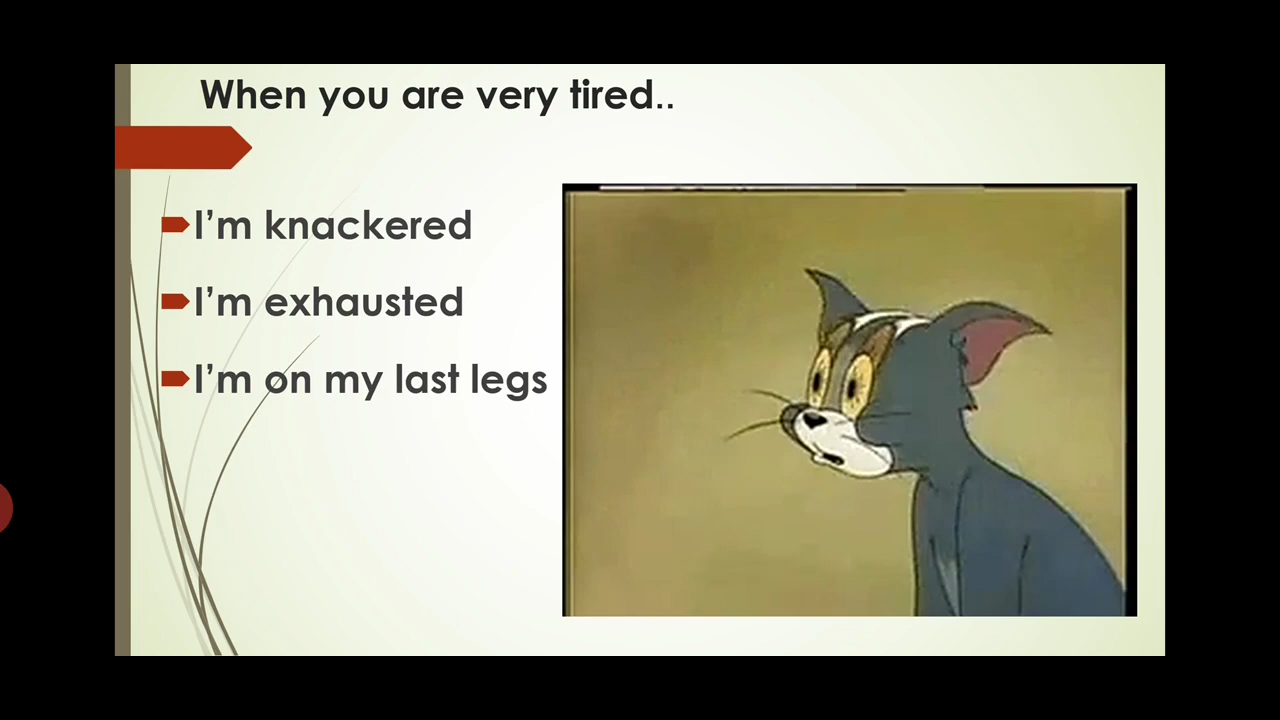 When you are very tired..
I’m knackered
I’m exhausted
I’m on my last legs